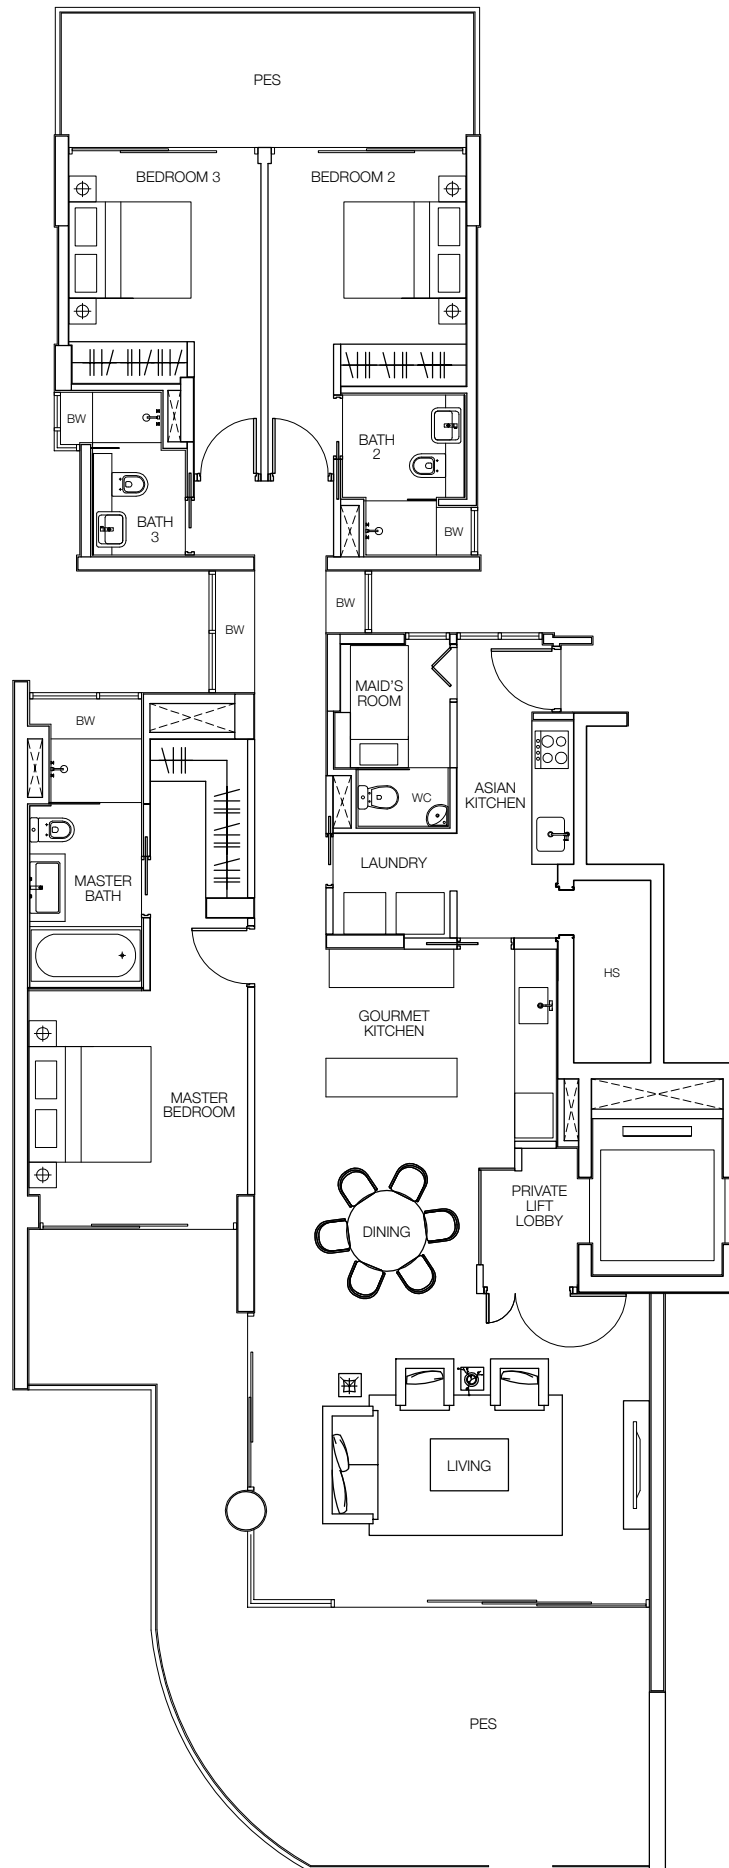 PES
BEDROOM 3
BEDROOM 2
BW
BATH
2
BATH
3
BW
BW
BW
MAID'S
ROOM
BW
ASIAN
KITCHEN
WC
LAUNDRY
MASTER
BATH
HS
GOURMET
KITCHEN
MASTER
BEDROOM
PRIVATE
LIFT
LOBBY
DINING
LIVING
PES